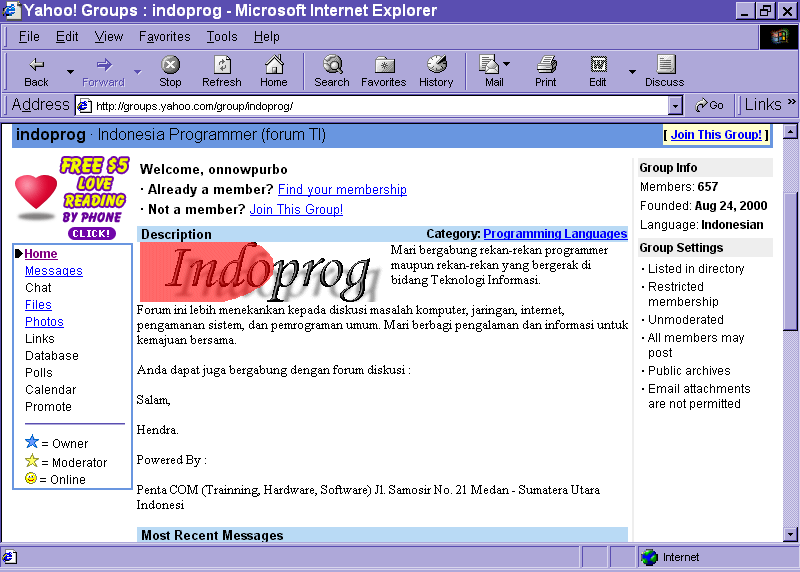 Yahoo! Groups : indoprog - Microsoft Internet Explorer
File Edit View Favorites Tools Help
Back Forward Stop Refresh Home Search Favorites History Mail Print Edit Discuss
Address http://groups.yahoo.com/group/indoprog/ Go Links »
indoprog · Indonesia Programmer (forum TI) [ Join This Group! ]
FREE $5
LOVE
READING
BY PHONE
CLICK!
Home
Messages
Chat
Files
Photos
Links
Database
Polls
Calendar
Promote
= Owner
= Moderator
= Online
Welcome, onnowpurbo
· Already a member? Find your membership
· Not a member? Join This Group!
Description Category: Programming Languages
Indoprog
Mari bergabung rekan-rekan programmer
maupun rekan-rekan yang bergerak di
bidang Teknologi Informasi.
Forum ini lebih menekankan kepada diskusi masalah komputer, jaringan, internet,
pengamanan sistem, dan pemrograman umum. Mari berbagi pengalaman dan informasi untuk
kemajuan bersama.
Anda dapat juga bergabung dengan forum diskusi :
Salam,
Hendra.
Powered By :
Penta COM (Trainning, Hardware, Software) Jl. Samosir No. 21 Medan - Sumatera Utara
Indonesi
Most Recent Messages
Group Info
Members: 657
Founded: Aug 24, 2000
Language: Indonesian
Group Settings
· Listed in directory
· Restricted
membership
· Unmoderated
· All members may
post
· Public archives
· Email attachments
are not permitted
Internet